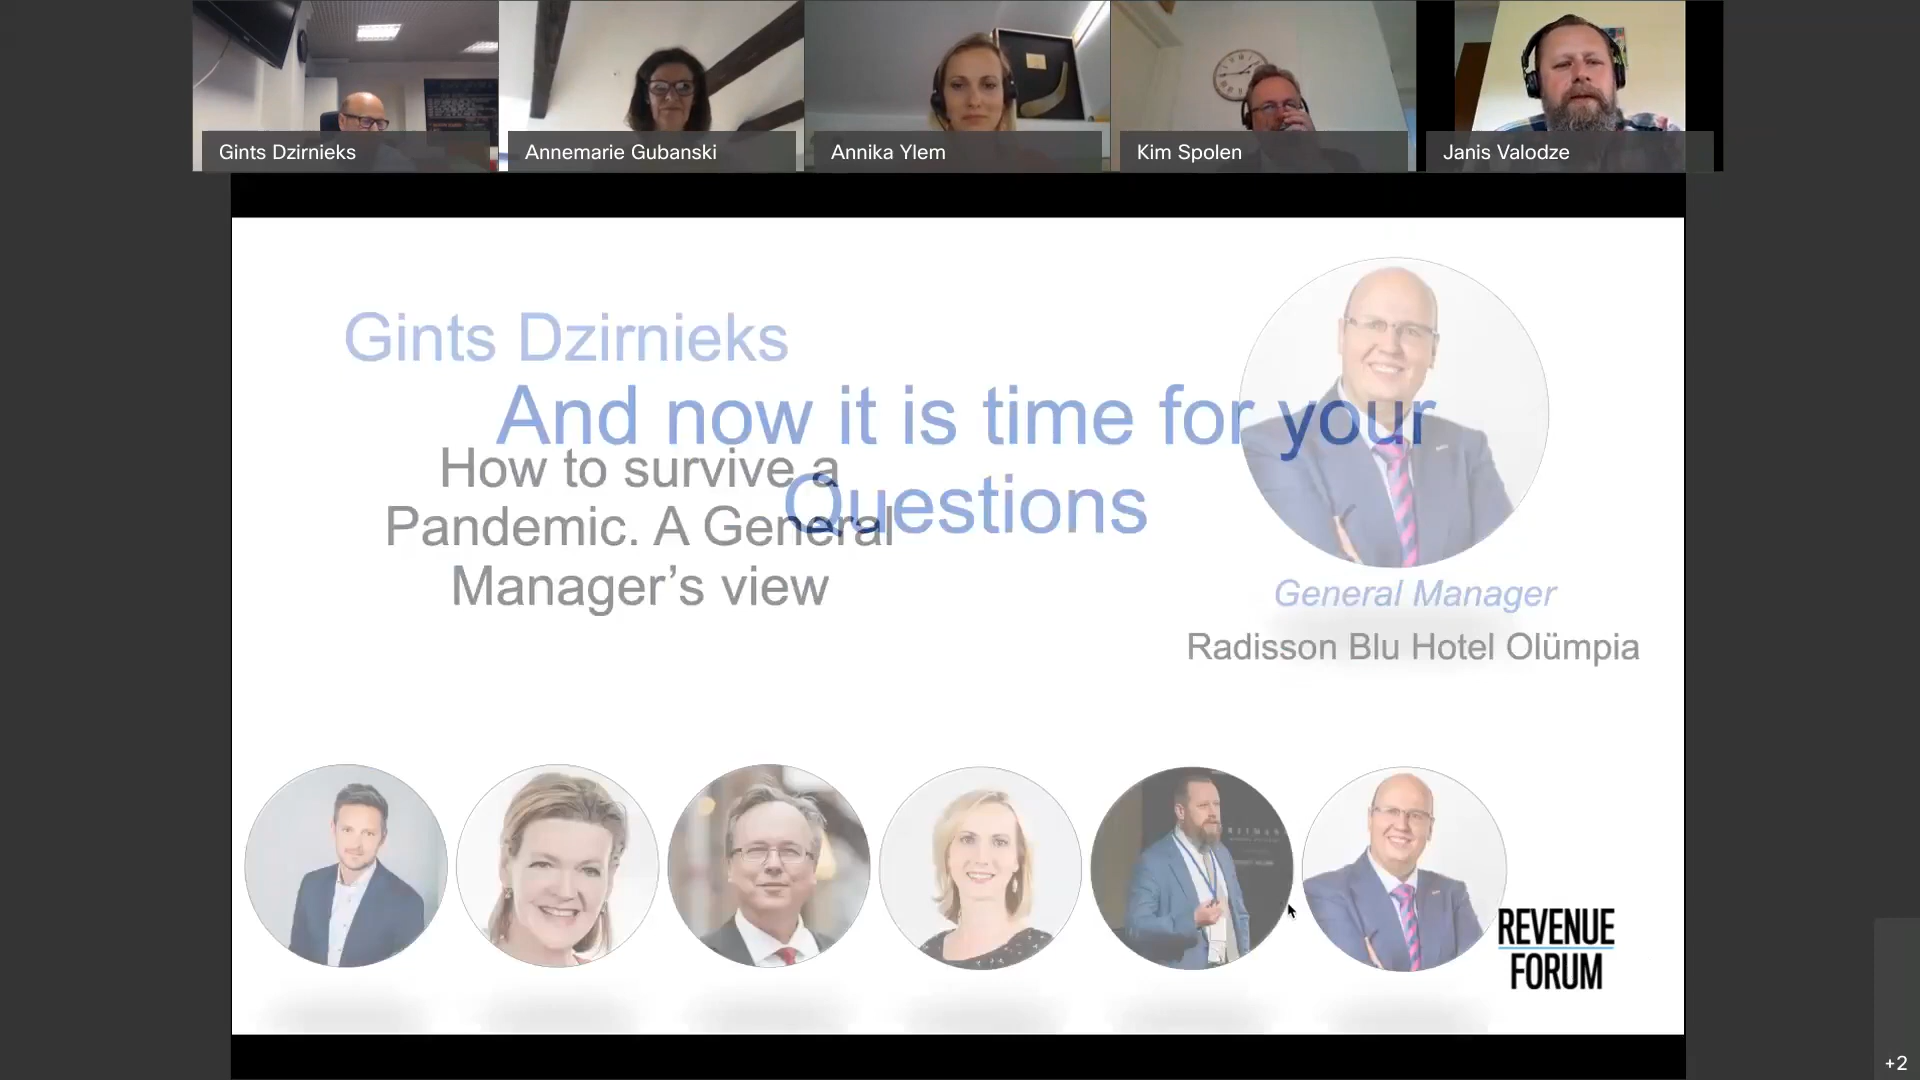 Gints Dzirnieks
Annemarie Gubanski
Annika Ylem
Kim Spolen
Janis Valodze
Gints Dzirnieks
And now it is time for your
Questions
How to survive a
Pandemic. A General
Manager’s view
General Manager
Radisson Blu Hotel Olümpia
REVENUE
FORUM
+2